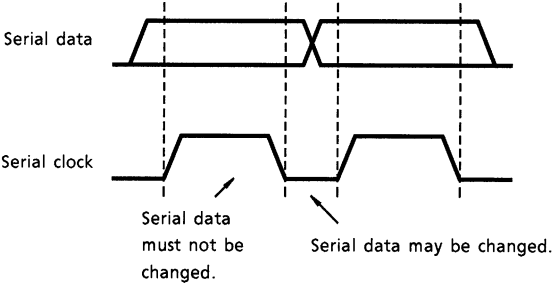 Serial data
Serial clock
Serial data
must not be
changed.
Serial data may be changed.